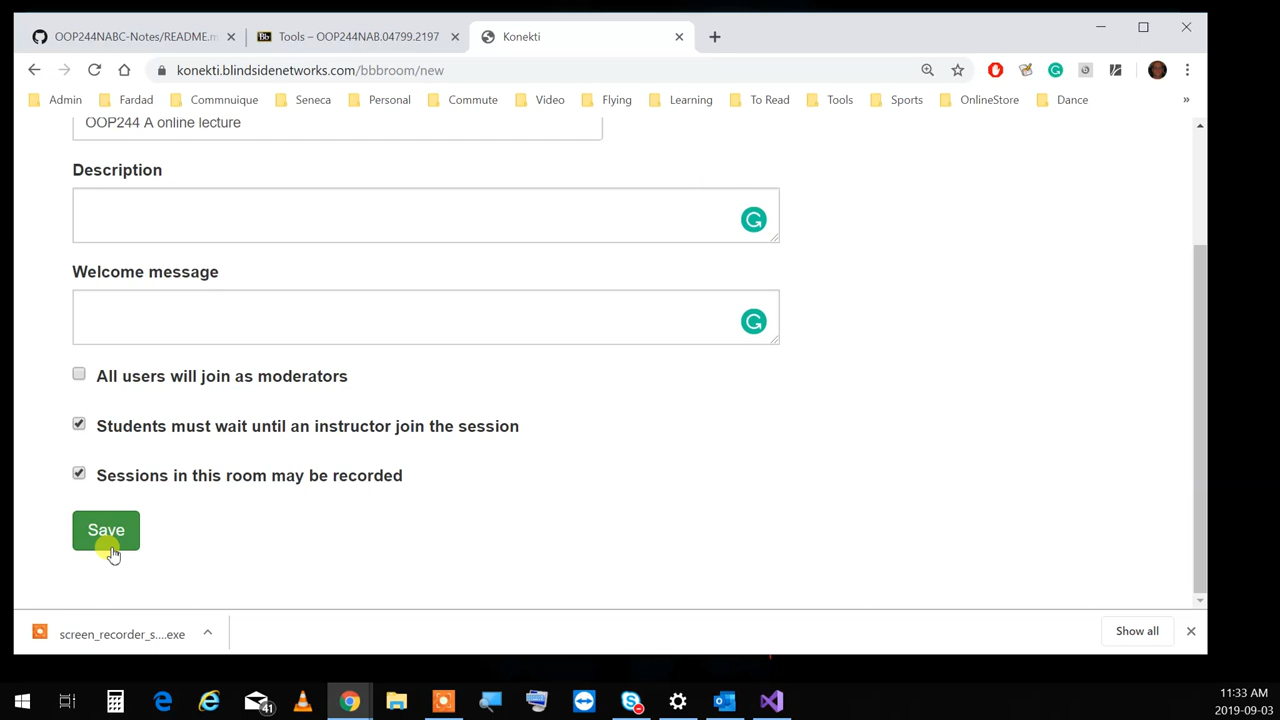 OOP244NABC-Notes/README.m
Tools – OOP244NAB.04799.2197
Konekti
konekti.blindsidenetworks.com/bbbroom/new
Admin
Fardad
Commnuique
Seneca
Personal
Commute
Video
Flying
Learning
To Read
Tools
Sports
OnlineStore
Dance
»
OOP244 A online lecture
Description
Welcome message
All users will join as moderators
Students must wait until an instructor join the session
Sessions in this room may be recorded
Save
screen_recorder_s....exe
Show all
41
11:33 AM
2019-09-03